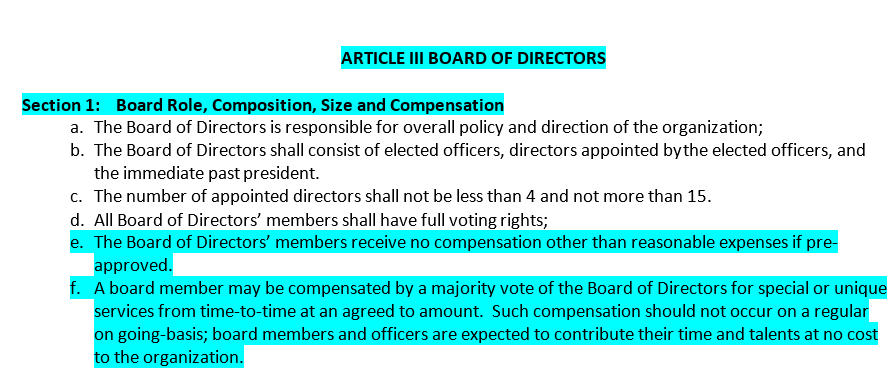 ARTICLE III BOARD OF DIRECTORS
Section 1: Board Role, Composition, Size and Compensation
a. The Board of Directors is responsible for overall policy and direction of the organization;
b. The Board of Directors shall consist of elected officers, directors appointed by the elected officers, and
the immediate past president.
c. The number of appointed directors shall not be less than 4 and not more than 15.
d. All Board of Directors’ members shall have full voting rights;
e. The Board of Directors’ members receive no compensation other than reasonable expenses if pre-
approved.
f. A board member may be compensated by a majority vote of the Board of Directors for special or unique
services from time-to-time at an agreed to amount. Such compensation should not occur on a regular
on going-basis; board members and officers are expected to contribute their time and talents at no cost
to the organization.